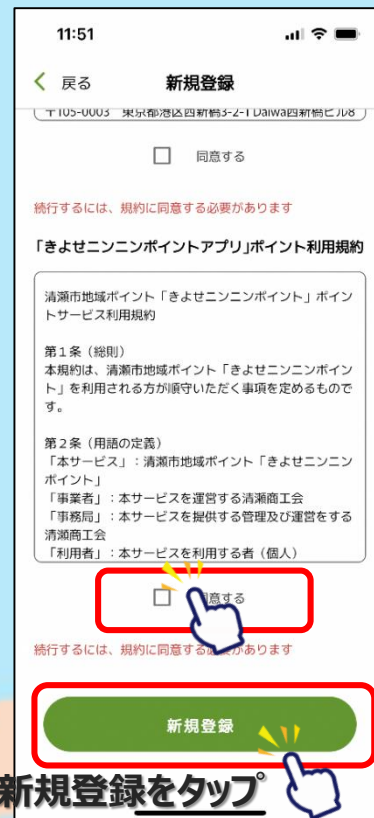 11:51
戻る
新規登録
〒105-0003 東京都港区西新橋3-2-1 Daiwa西新橋ビル8
同意する
続行するには、規約に同意する必要があります
「きよせニンニンポイントアプリ」ポイント利用規約
清瀬市地域ポイント「きよせニンニンポイント」ポイン
トサービス利用規約
第1条（総則）
本規約は、清瀬市地域ポイント「きよせニンニンポイン
ト」を利用される方が順守いただく事項を定めるもので
す。
第2条（用語の定義）
「本サービス」：清瀬市地域ポイント「きよせニンニン
ポイント」
「事業者」：本サービスを運営する清瀬商工会
「事務局」：本サービスを提供する管理及び運営をする
清瀬商工会
「利用者」：本サービスを利用する者（個人）
同意する
続行するには、規約に同意する必要があります
新規登録
新規登録をタップ